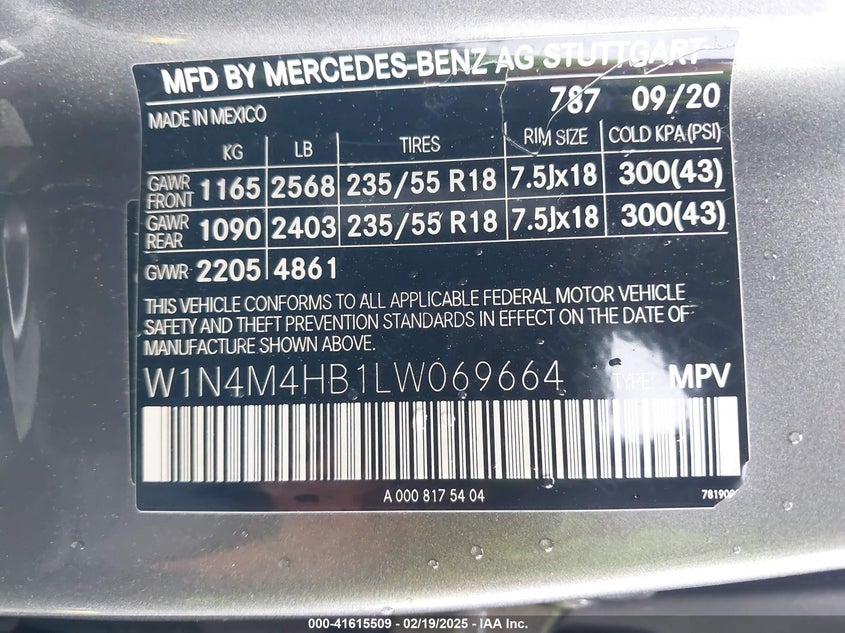 MFD BY MERCEDES-BENZ AG STUTTGART
787 09/20
MADE IN MEXICO
KG LB TIRES RIM SIZE COLD KPA (PSI)
GAWR FRONT 1165 2568 235/55 R18 7.5Jx18 300(43)
GAWR REAR 1090 2403 235/55 R18 7.5Jx18 300(43)
GVWR 2205 4861
THIS VEHICLE CONFORMS TO ALL APPLICABLE FEDERAL MOTOR VEHICLE
SAFETY AND THEFT PREVENTION STANDARDS IN EFFECT ON THE DATE OF
MANUFACTURE SHOWN ABOVE.
W1N4M4HB1LW069664 TYPE: MPV
A 000 817 54 04
000-41615509 — 02/19/2025 — IAA Inc.